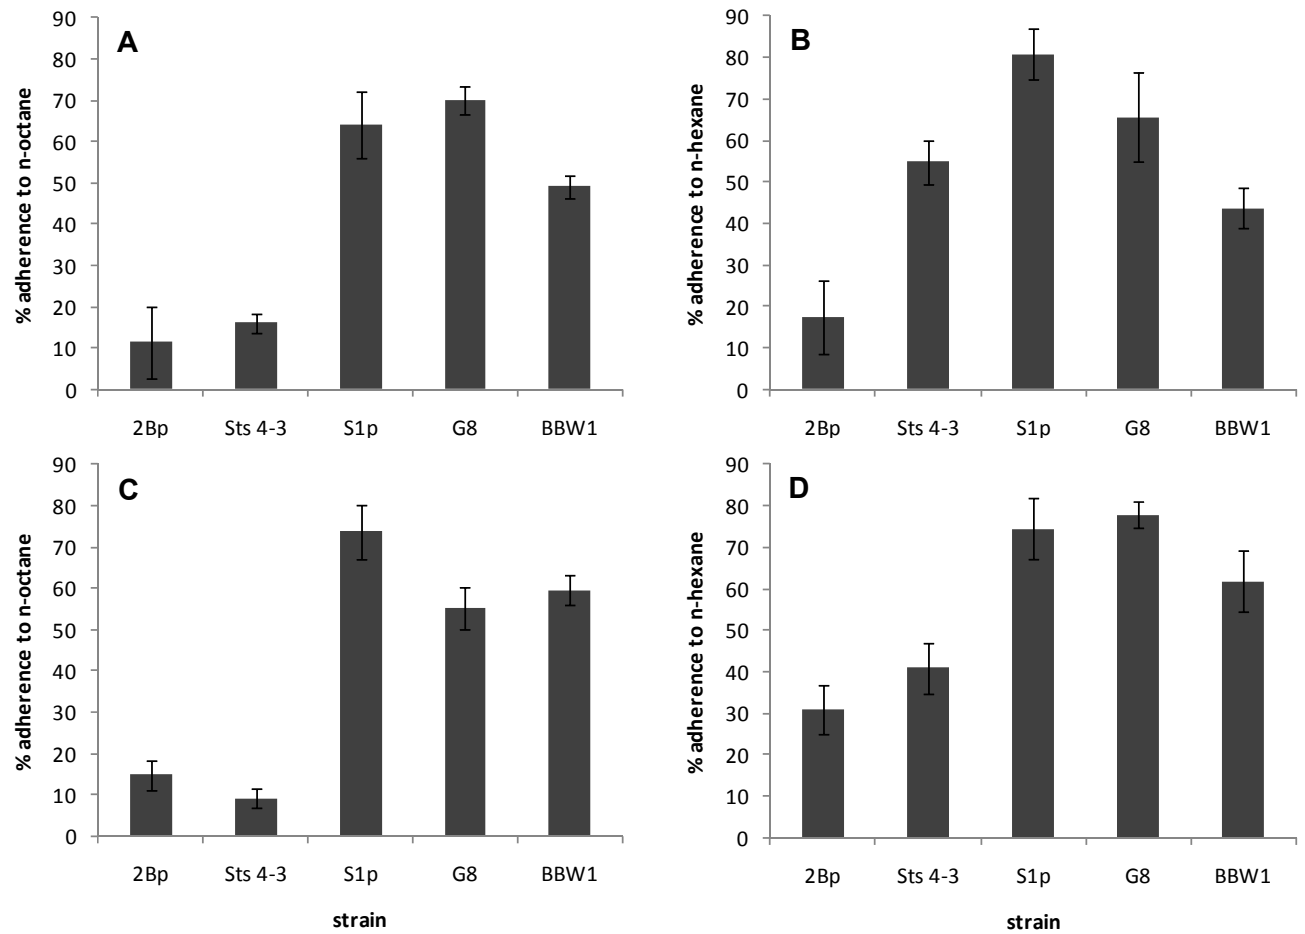 A
% adherence to n-octane
90
80
70
60
50
40
30
20
10
0
2Bp Sts 4-3 S1p G8 BBW1
B
% adherence to n-hexane
90
80
70
60
50
40
30
20
10
0
2Bp Sts 4-3 S1p G8 BBW1
C
% adherence to n-octane
90
80
70
60
50
40
30
20
10
0
2Bp Sts 4-3 S1p G8 BBW1
strain
D
% adherence to n-hexane
90
80
70
60
50
40
30
20
10
0
2Bp Sts 4-3 S1p G8 BBW1
strain